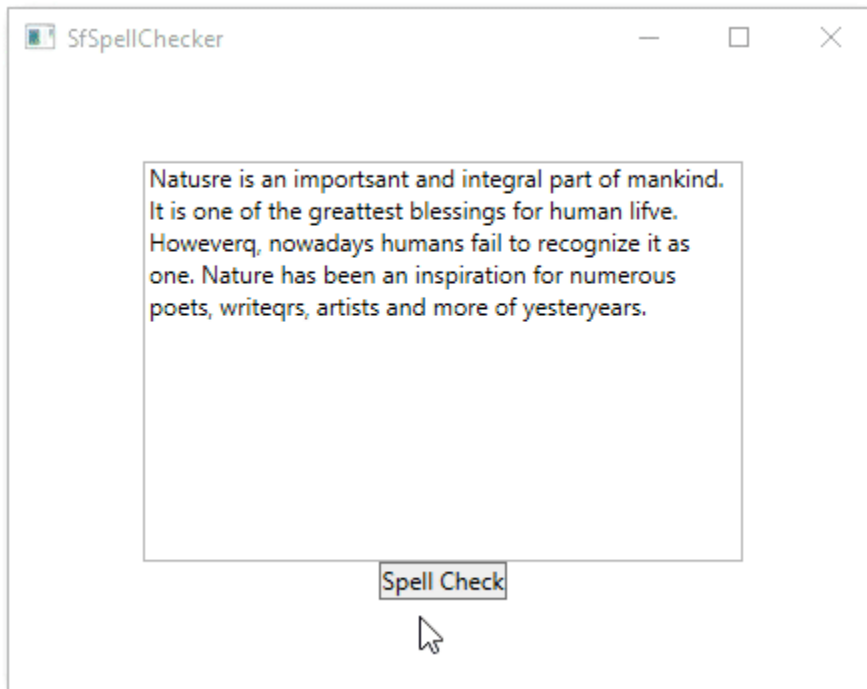 SfSpellChecker
Natusre is an importsant and integral part of mankind.
It is one of the greattest blessings for human lifve.
Howeverq, nowadays humans fail to recognize it as
one. Nature has been an inspiration for numerous
poets, writeqrs, artists and more of yesteryears.
Spell Check